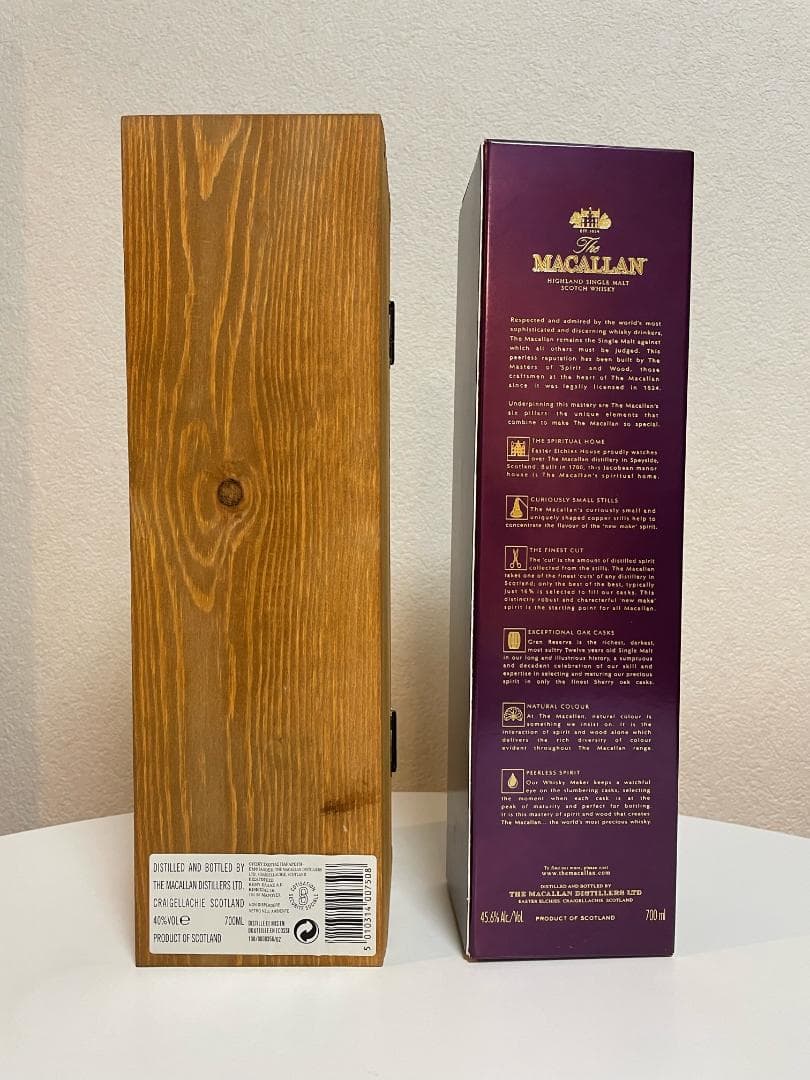 DISTILLED AND BOTTLED BY
THE MACALLAN DISTILLERS LTD.
CRAIGELLACHIE SCOTLAND
40%VOL e 700ML
PRODUCT OF SCOTLAND
DISTILLE ET MIS EN
BOUTEILLE EN ECOSSE
COTISATION
SECURITE SOCIALE
5 010314 007508
EST. 1824
The
MACALLAN
HIGHLAND SINGLE MALT
SCOTCH WHISKY
Respected and admired by the world's most
sophisticated and discerning whisky drinkers,
The Macallan remains the Single Malt against
which all others must be judged. This
peerless reputation has been built by The
Masters of Spirit and Wood, those
craftsmen at the heart of The Macallan
since it was legally licensed in 1824.
Underpinning this mastery are The Macallan's
six pillars: the unique elements that
combine to make The Macallan so special.
THE SPIRITUAL HOME
Easter Elchies House proudly watches
over The Macallan distillery in Speyside,
Scotland. Built in 1700, this Jacobean manor
house is The Macallan's spiritual home.
CURIOUSLY SMALL STILLS
The Macallan's curiously small and
uniquely shaped copper stills help to
concentrate the flavour of the 'new make' spirit.
THE FINEST CUT
The 'cut' is the amount of distilled spirit
collected from the stills. The Macallan
takes one of the finest 'cuts' of any distillery in
Scotland; only the best of the best, typically
just 16% is selected to fill our casks. This
distinctly robust and characterful 'new make'
spirit is the starting point for all Macallan.
EXCEPTIONAL OAK CASKS
Gran Reserva is the richest, darkest,
most sultry Twelve years old Single Malt
in our long and illustrious history, a sumptuous
and decadent celebration of our skill and
expertise in selecting and maturing our precious
spirit in only the finest Sherry oak casks.
NATURAL COLOUR
At The Macallan, natural colour is
something we insist on. It is the
interaction of spirit and wood alone which
delivers the rich diversity of colour
evident throughout The Macallan range.
PEERLESS SPIRIT
Our Whisky Maker keeps a watchful
eye on the slumbering casks, selecting
the moment when each cask is at the
peak of maturity and perfect for bottling.
It is this mastery of spirit and wood that creates
The Macallan... the world's most precious whisky.
To find out more, please visit
www.themacallan.com
DISTILLED AND BOTTLED BY
THE MACALLAN DISTILLERS LTD
EASTER ELCHIES, CRAIGELLACHIE, SCOTLAND
45.6% Alc/Vol. PRODUCT OF SCOTLAND 700 ml